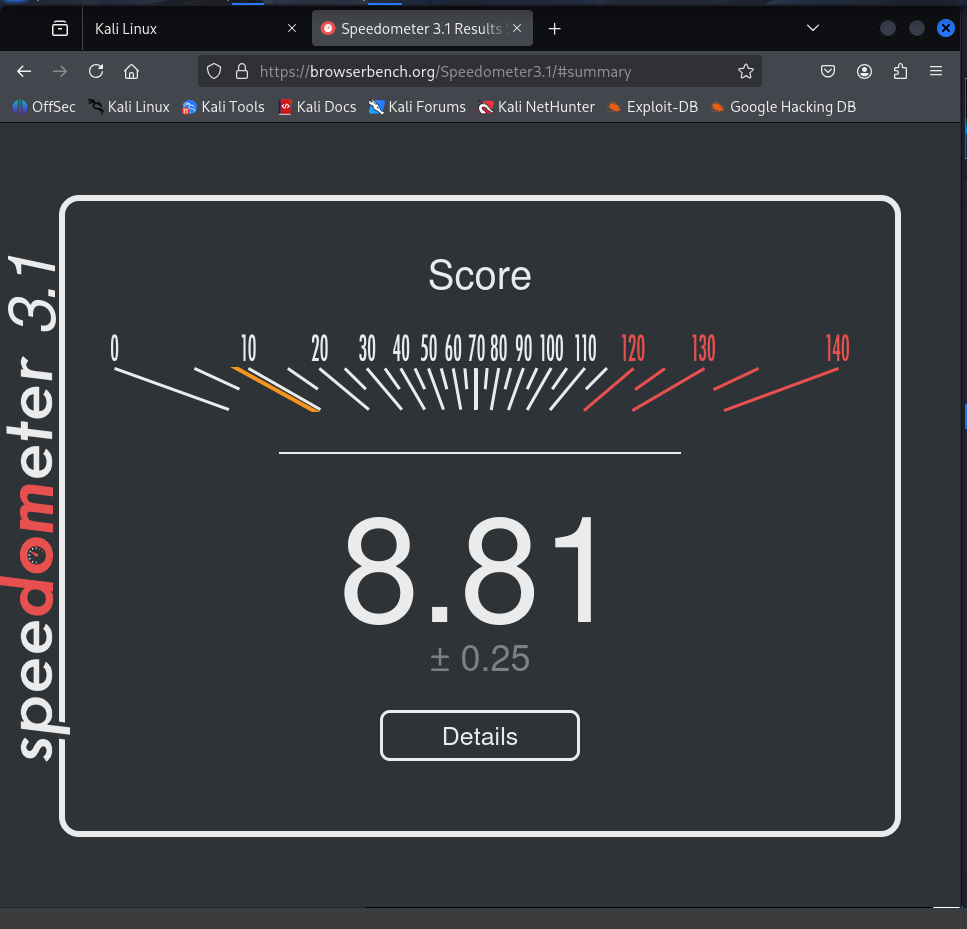 Kali Linux
Speedometer 3.1 Results
https://browserbench.org/Speedometer3.1/#summary
OffSec Kali Linux Kali Tools Kali Docs Kali Forums Kali NetHunter Exploit-DB Google Hacking DB
speedometer 3.1
Score
0 10 20 30 40 50 60 70 80 90 100 110 120 130 140
8.81
± 0.25
Details